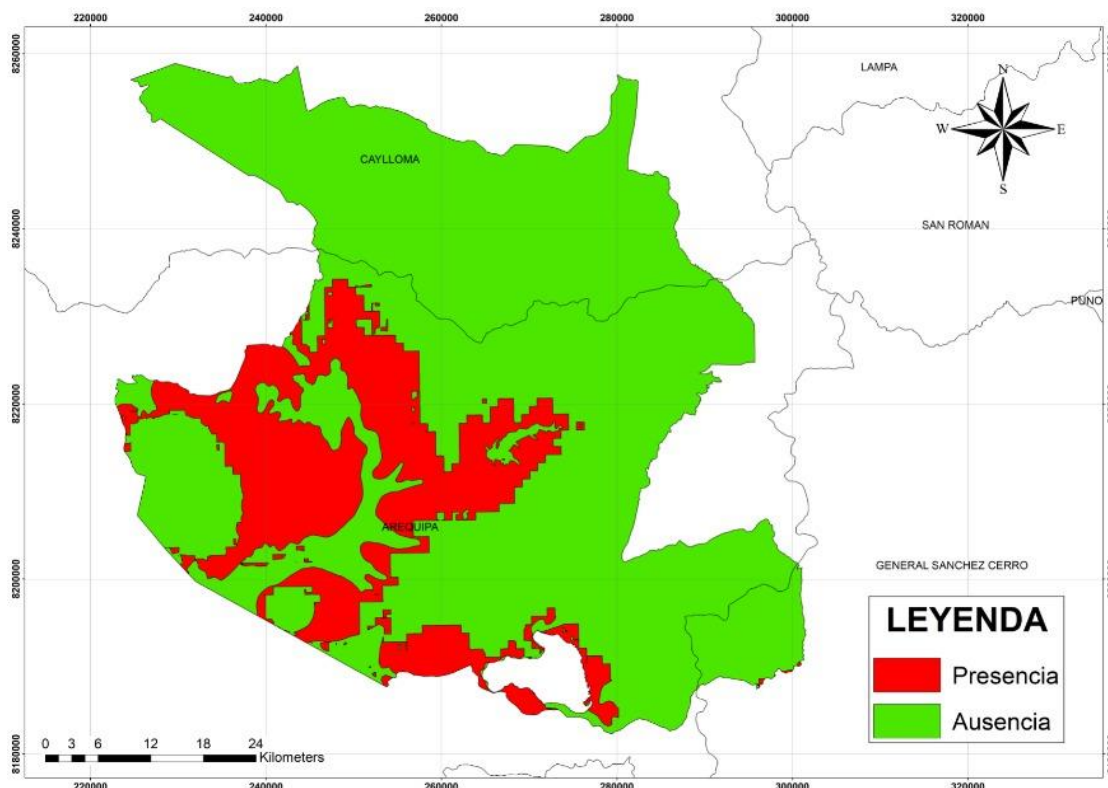 220000 240000 260000 280000 300000 320000
8260000
LAMPA
N
W E
S
CAYLLOMA
8240000
SAN ROMAN
PUNO
8220000
AREQUIPA
8200000
GENERAL SANCHEZ CERRO
LEYENDA
Presencia
Ausencia
0 3 6 12 18 24
Kilometers
8180000
220000 240000 260000 280000 300000 320000